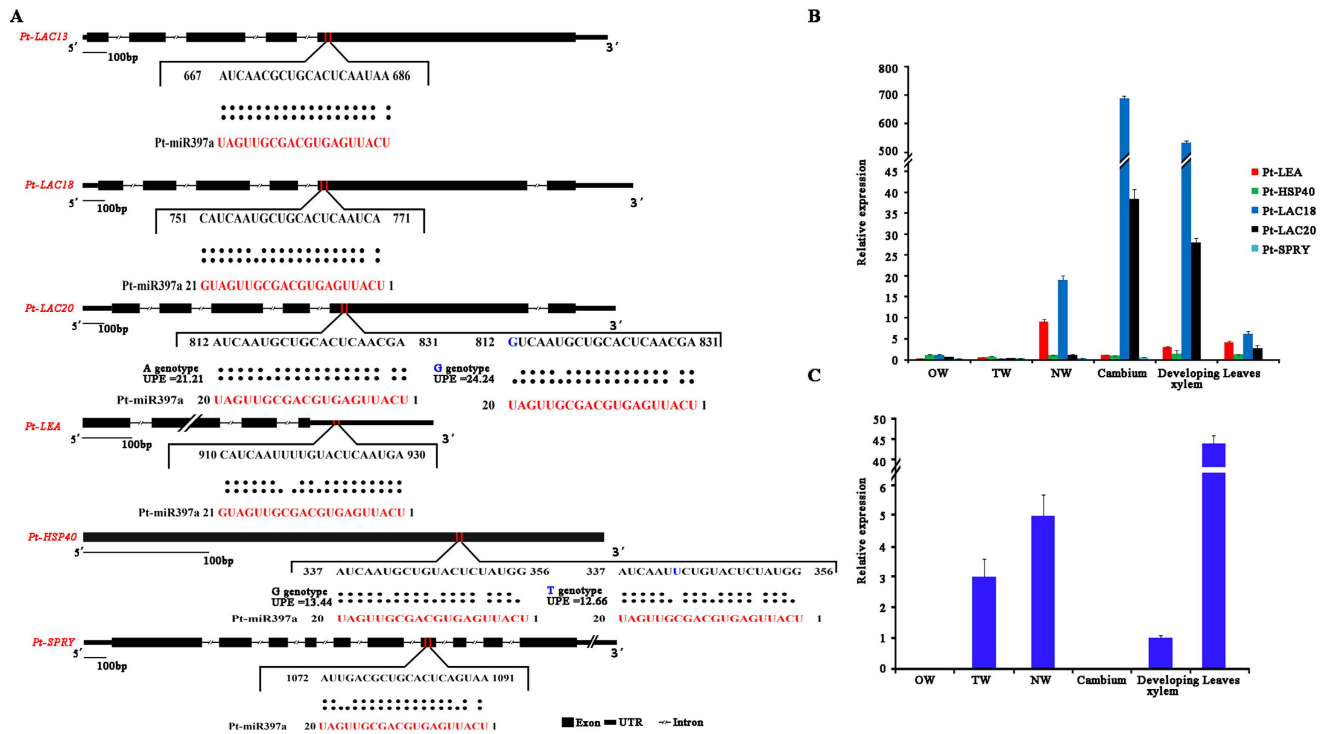 A
Pt-LAC13
5´ 3´
100bp
667 AUCAACGCUGCACUCAAUAA 686
Pt-miR397a UAGUUGCGACGUGAGUUACU
Pt-LAC18
5´ 3´
100bp
751 CAUCAAUGCUGCACUCAAUCA 771
Pt-miR397a 21 GUAGUUGCGACGUGAGUUACU 1
Pt-LAC20
5´ 3´
100bp
812 AUCAAUGCUGCACUCAACGA 831 812 GUCAAUGCUGCACUCAACGA 831
A genotype G genotype
UPE =21.21 UPE =24.24
Pt-miR397a 20 UAGUUGCGACGUGAGUUACU 1 20 UAGUUGCGACGUGAGUUACU 1
Pt-LEA
5´ 3´
100bp
910 CAUCAAUUUUGUACUCAAUGA 930
Pt-miR397a 21 GUAGUUGCGACGUGAGUUACU 1
Pt-HSP40
5´ 3´
100
337 AUCAAUGCUGUACUCUAUGG 356 337 AUCAAUUCUGUACUCUAUGG 356
G genotype T genotype
UPE =13.44 UPE =12.66
Pt-miR397a 20 UAGUUGCGACGUGAGUUACU 1 20 UAGUUGCGACGUGAGUUACU 1
Pt-SPRY
5´ 3´
100bp
1072 AUUGACGCUGCACUCAGUAA 1091
Pt-miR397a 20 UAGUUGCGACGUGAGUUACU 1
Exon UTR Intron
B
Relative expression
800
700
600
500
45
40
35
30
25
20
15
10
5
0
OW TW NW Cambium Developing xylem Leaves
Pt-LEA
Pt-HSP40
Pt-LAC18
Pt-LAC20
Pt-SPRY
C
Relative expression
50
45
40
6
5
4
3
2
1
0
OW TW NW Cambium Developing xylem Leaves